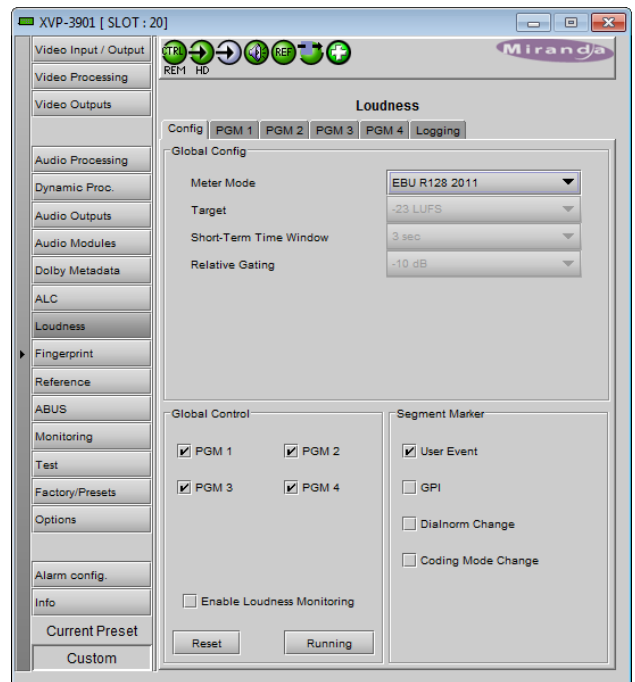 XVP-3901 [ SLOT : 20]
Video Input / Output
Video Processing
Video Outputs
Audio Processing
Dynamic Proc.
Audio Outputs
Audio Modules
Dolby Metadata
ALC
Loudness
Fingerprint
Reference
ABUS
Monitoring
Test
Factory/Presets
Options
Alarm config.
Info
Current Preset
Custom
CTRL
REF
REM HD
Miranda
Loudness
Config PGM 1 PGM 2 PGM 3 PGM 4 Logging
Global Config
Meter Mode EBU R128 2011
Target -23 LUFS
Short-Term Time Window 3 sec
Relative Gating -10 dB
Global Control
PGM 1 PGM 2
PGM 3 PGM 4
Enable Loudness Monitoring
Reset Running
Segment Marker
User Event
GPI
Dialnorm Change
Coding Mode Change